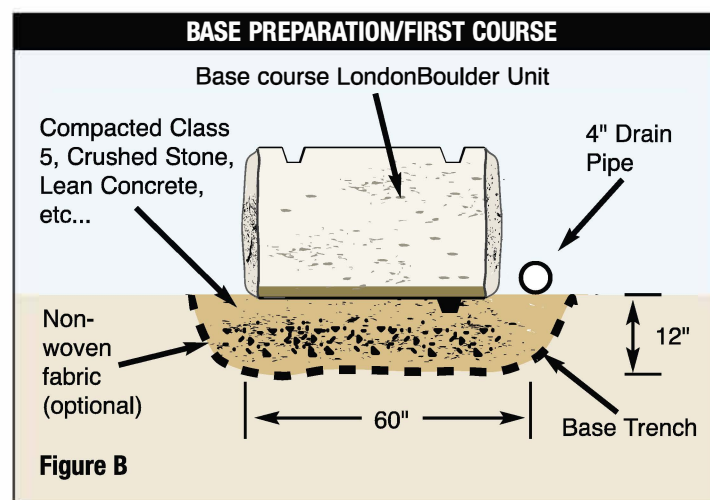 BASE PREPARATION/FIRST COURSE
Base course LondonBoulder Unit
Compacted Class
5, Crushed Stone,
Lean Concrete,
etc...
4" Drain
Pipe
Non-
woven
fabric
(optional)
12"
60"
Base Trench
Figure B